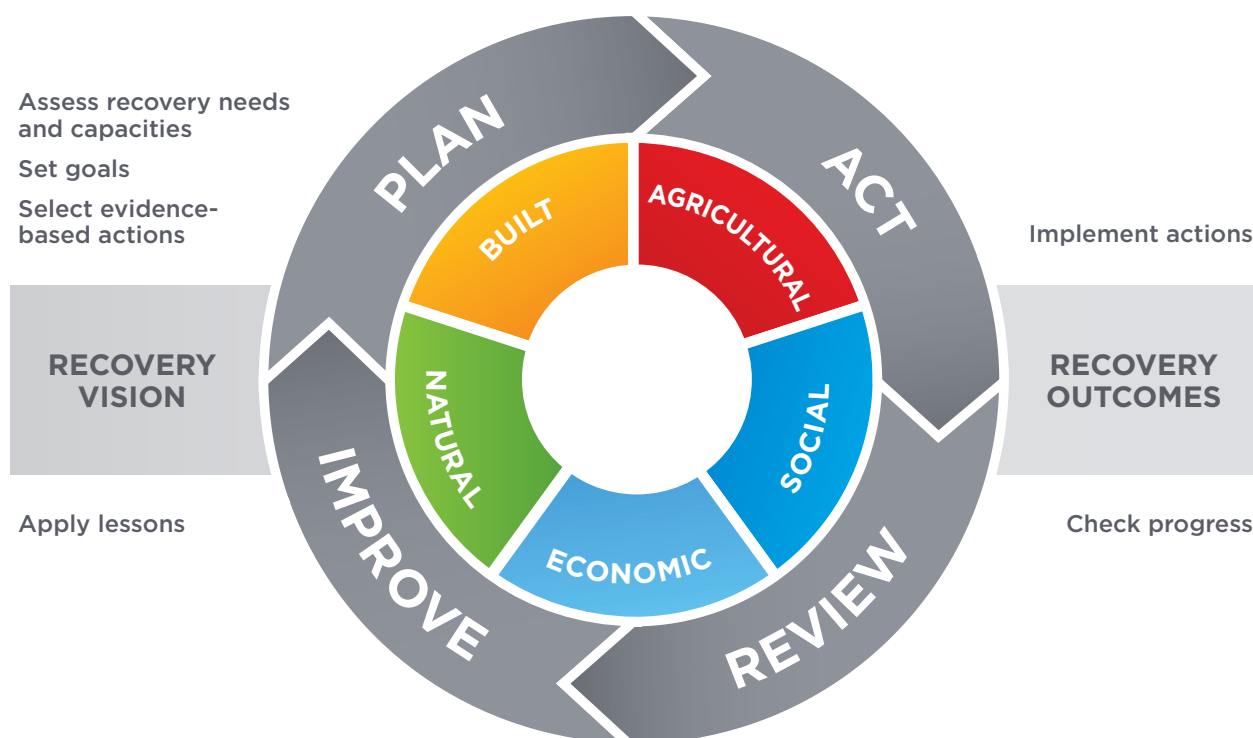 Assess recovery needs
and capacities
Set goals
Select evidence-
based actions
PLAN
ACT
Implement actions
BUILT
AGRICULTURAL
RECOVERY
VISION
RECOVERY
OUTCOMES
NATURAL
SOCIAL
ECONOMIC
Apply lessons
IMPROVE
REVIEW
Check progress